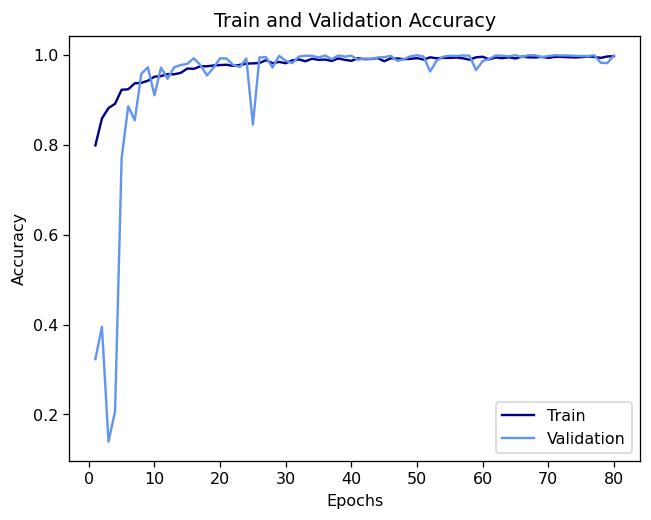 Train and Validation Accuracy
1.0
0.8
0.6
0.4
0.2
Accuracy
Train
Validation
0 10 20 30 40 50 60 70 80
Epochs